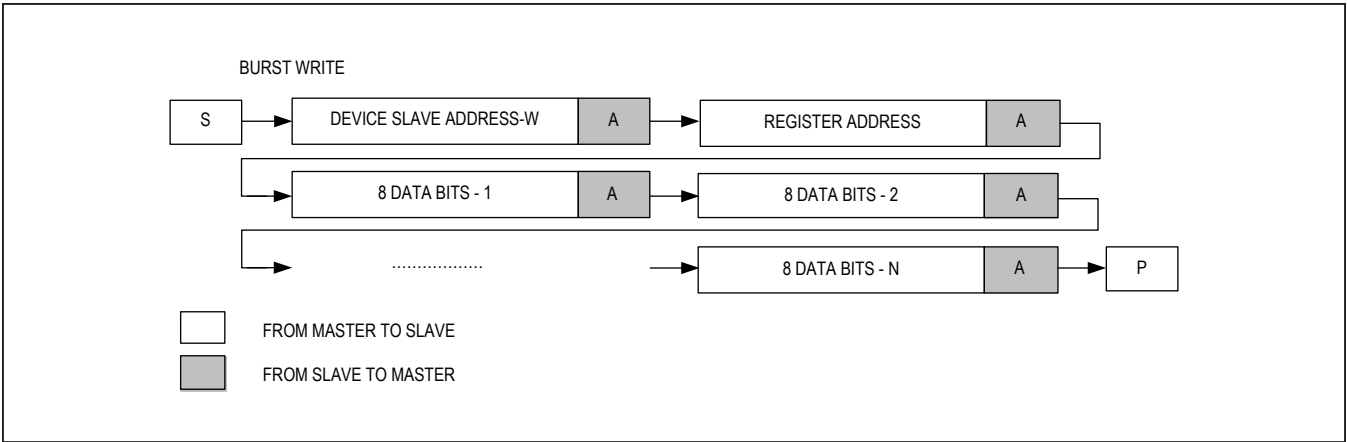 BURST WRITE
S DEVICE SLAVE ADDRESS-W A REGISTER ADDRESS A
8 DATA BITS - 1 A 8 DATA BITS - 2 A
.................. 8 DATA BITS - N A P
FROM MASTER TO SLAVE
FROM SLAVE TO MASTER